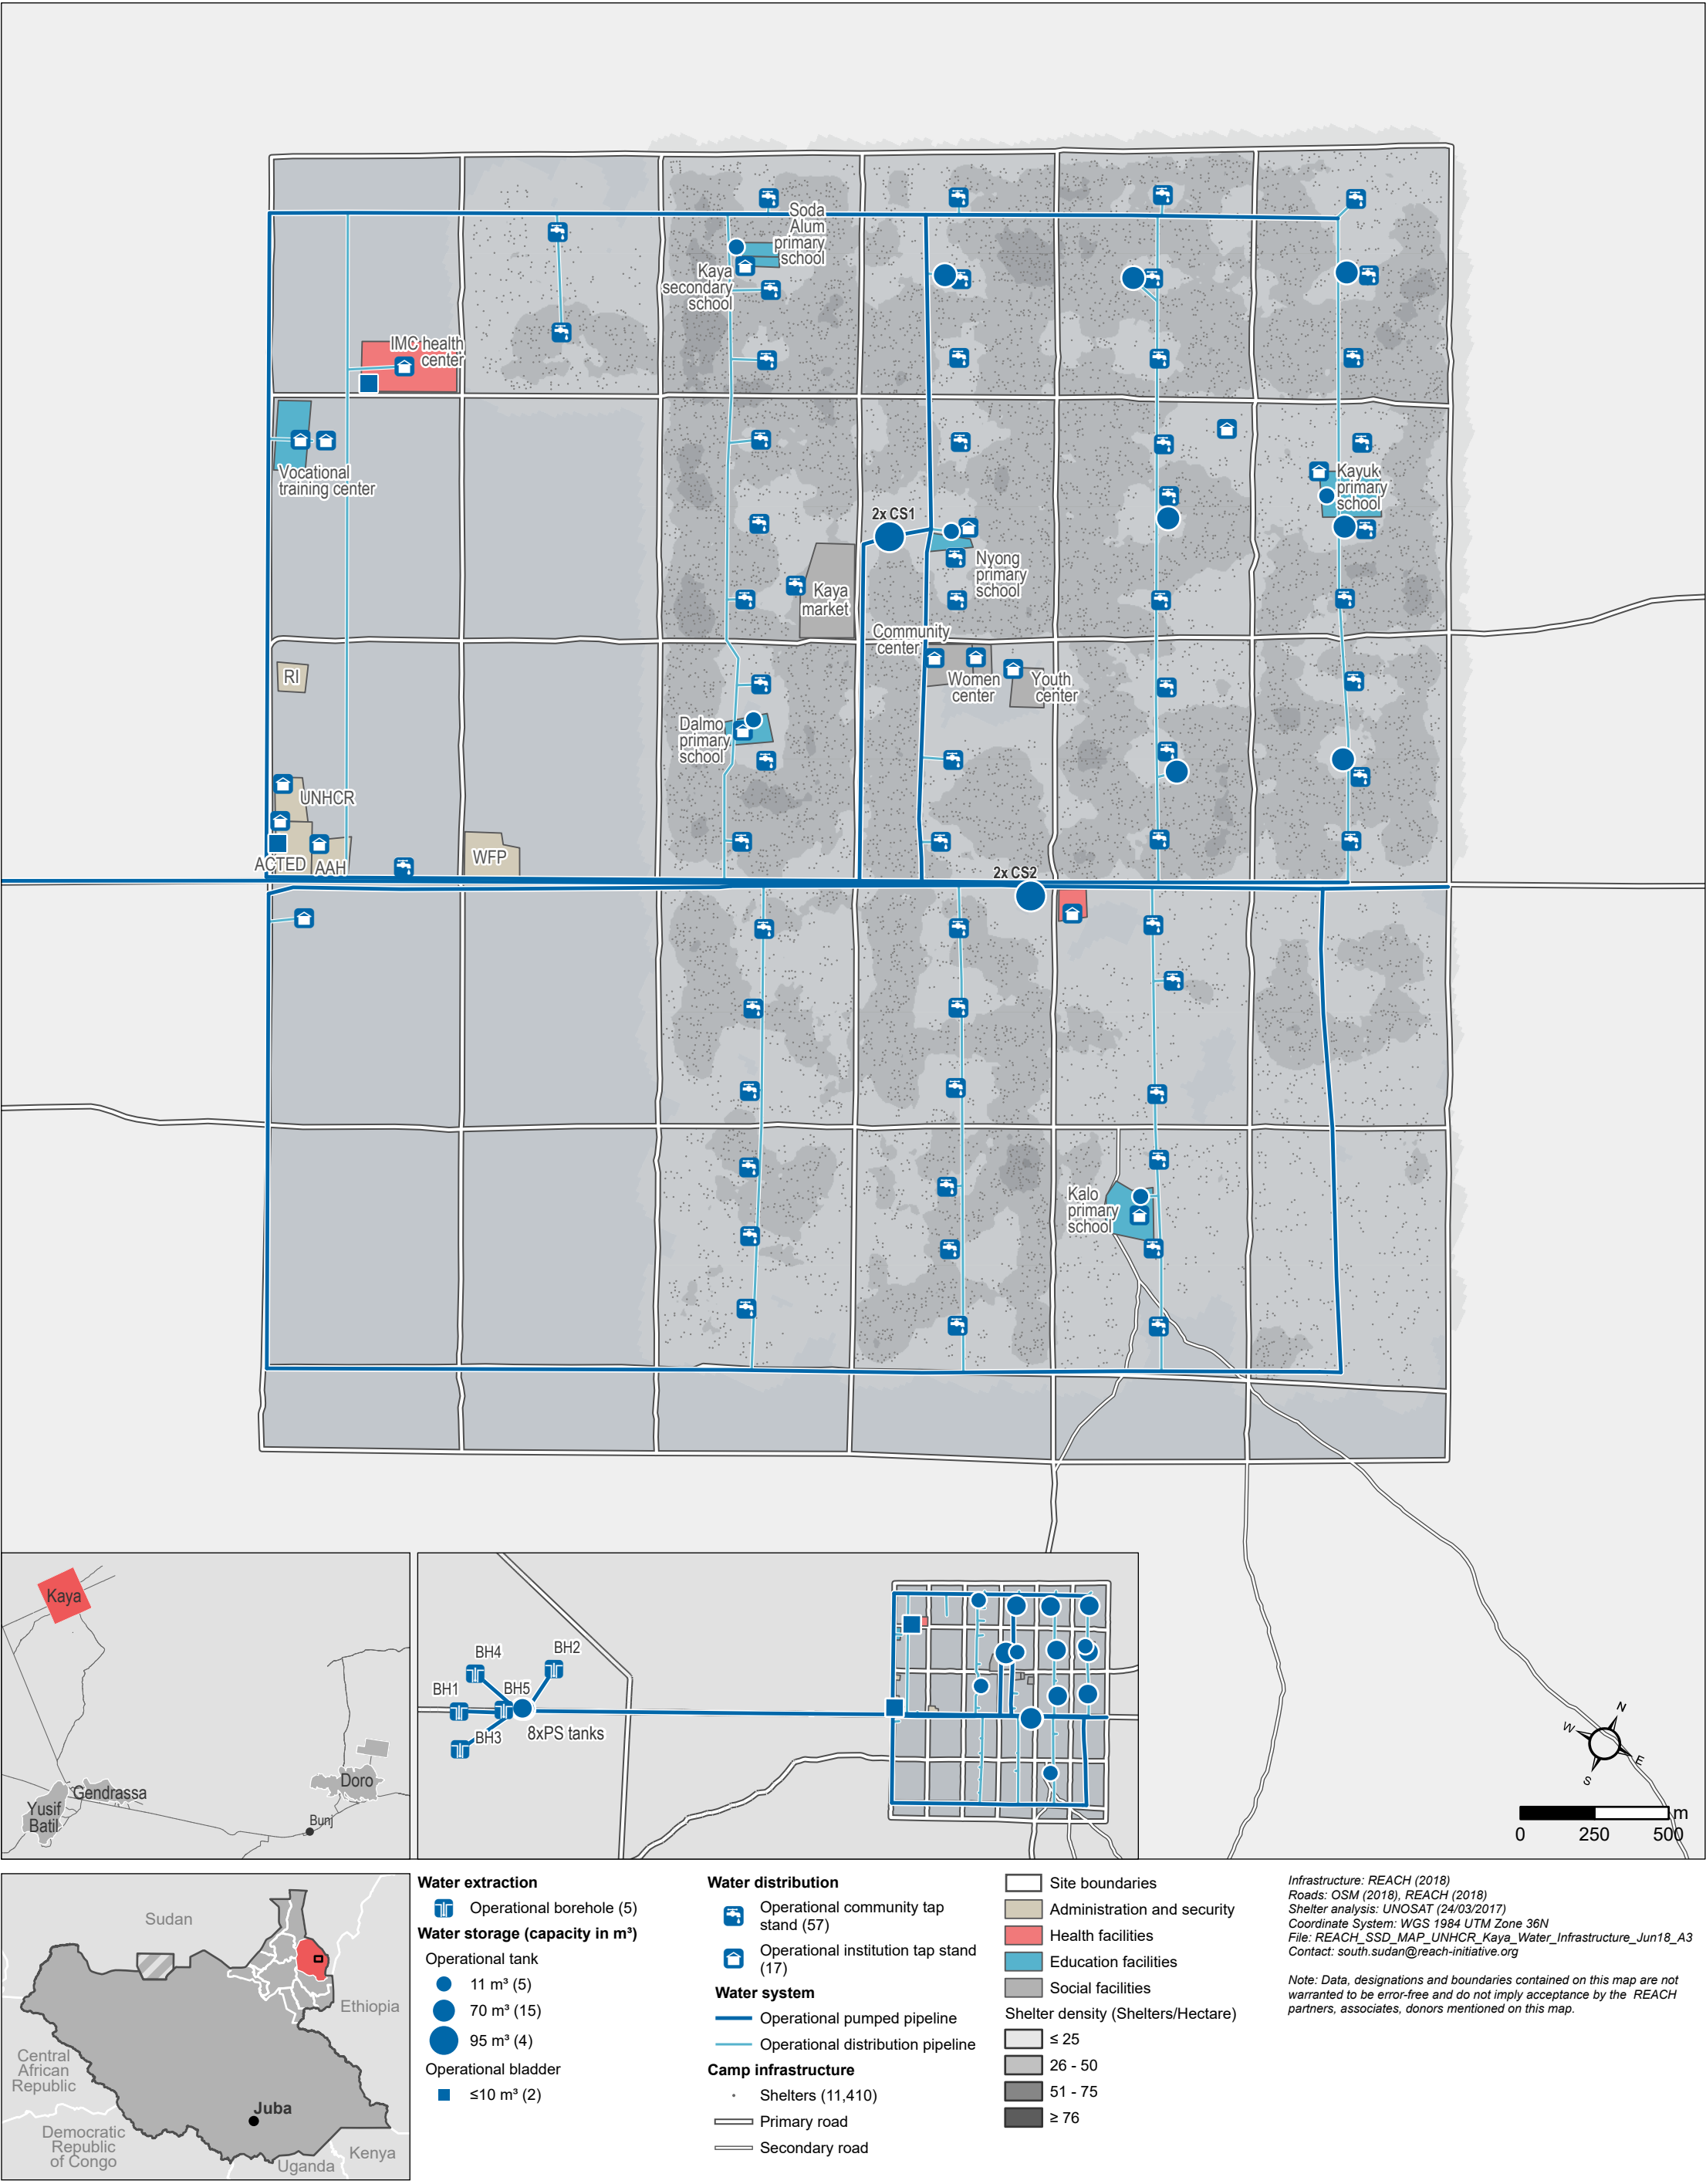 Soda
Alum
primary
school
Kaya
secondary
school
IMC health
center
Vocational
training center
2x CS1
Kayuk
primary
school
Nyong
primary
school
Kaya
market
Community
center
Women
center
Youth
center
RI
Dalmo
primary
school
UNHCR
ACTED
AAH
WFP
2x CS2
Kalo
primary
school
Kaya
Gendrassa
Yusif
Batil
Doro
Bunj
BH4
BH2
BH1
BH5
BH3
8xPS tanks
N
W
E
S
m
0
250
500
Sudan
Ethiopia
Central
African
Republic
Juba
Democratic
Republic
of Congo
Uganda
Kenya
Water extraction
Operational borehole (5)
Water storage (capacity in m³)
Operational tank
11 m³ (5)
70 m³ (15)
95 m³ (4)
Operational bladder
≤10 m³ (2)
Water distribution
Operational community tap
stand (57)
Operational institution tap stand
(17)
Water system
Operational pumped pipeline
Operational distribution pipeline
Camp infrastructure
Shelters (11,410)
Primary road
Secondary road
Site boundaries
Administration and security
Health facilities
Education facilities
Social facilities
Shelter density (Shelters/Hectare)
≤ 25
26 - 50
51 - 75
≥ 76
Infrastructure: REACH (2018)
Roads: OSM (2018), REACH (2018)
Shelter analysis: UNOSAT (24/03/2017)
Coordinate System: WGS 1984 UTM Zone 36N
File: REACH_SSD_MAP_UNHCR_Kaya_Water_Infrastructure_Jun18_A3
Contact: south.sudan@reach-initiative.org
Note: Data, designations and boundaries contained on this map are not
warranted to be error-free and do not imply acceptance by the REACH
partners, associates, donors mentioned on this map.